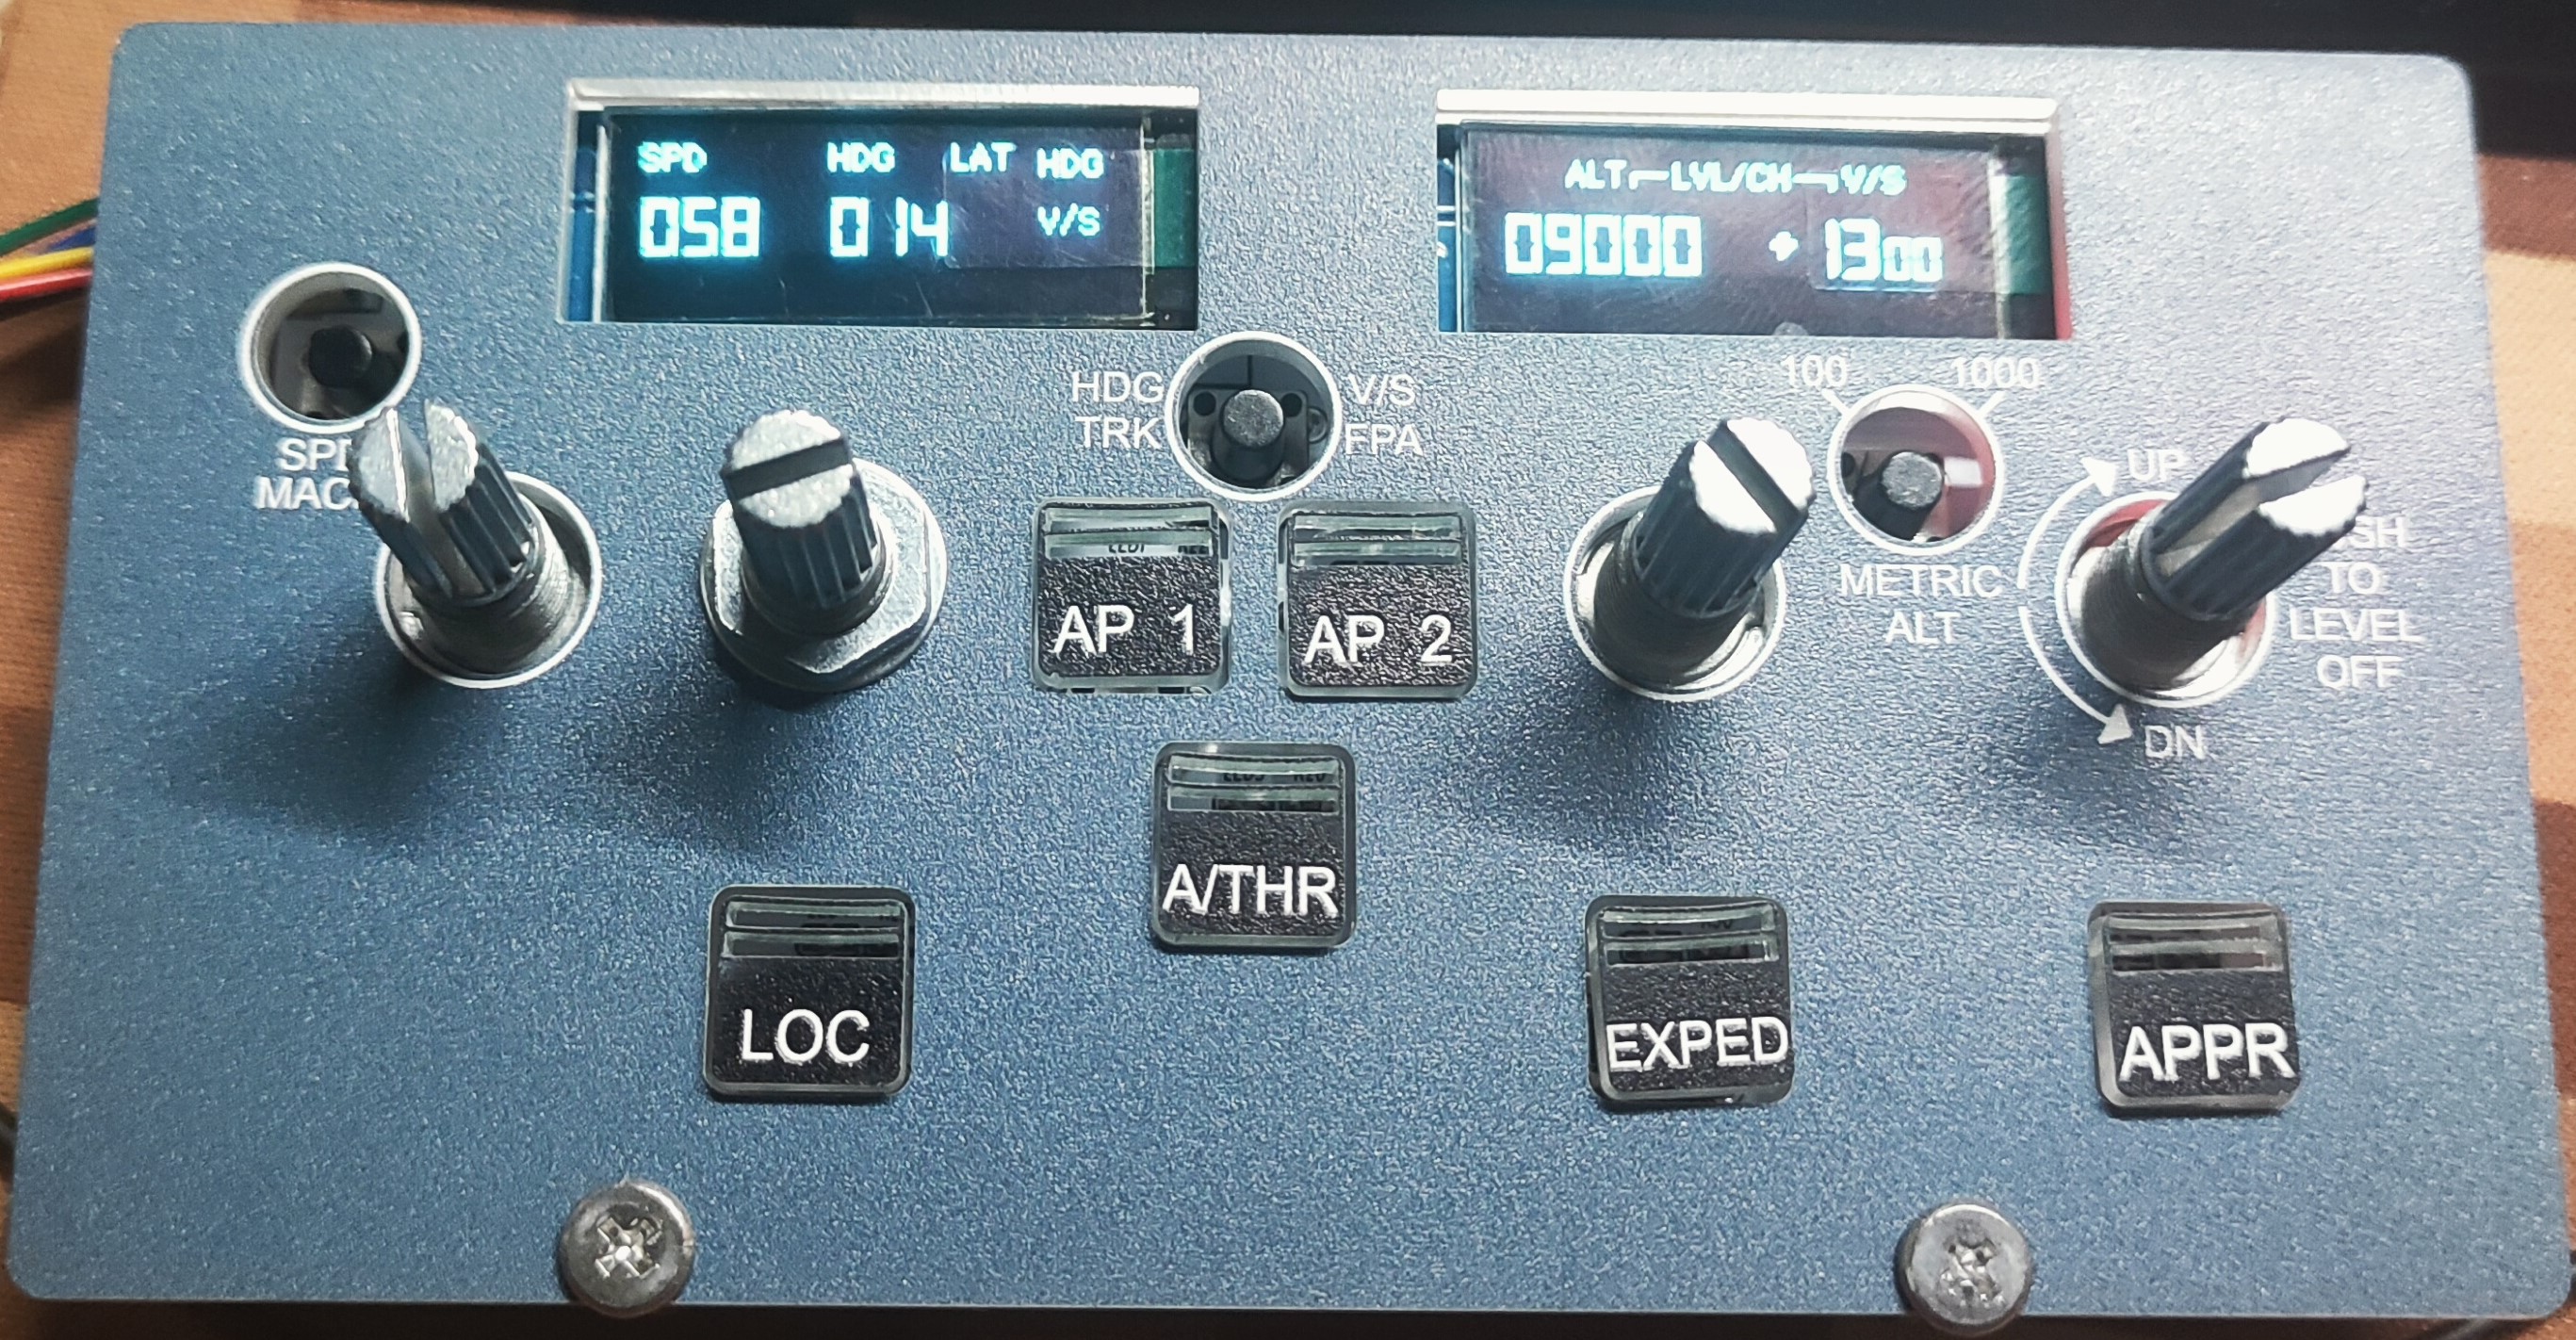 SPD HDG LAT HDG
058 014 V/S
ALT LVL/CH V/S
09000 +1300
HDG V/S
TRK FPA
100 1000
UP
TO
LEVEL
OFF
METRIC
ALT
DN
AP 1
AP 2
A/THR
LOC
EXPED
APPR